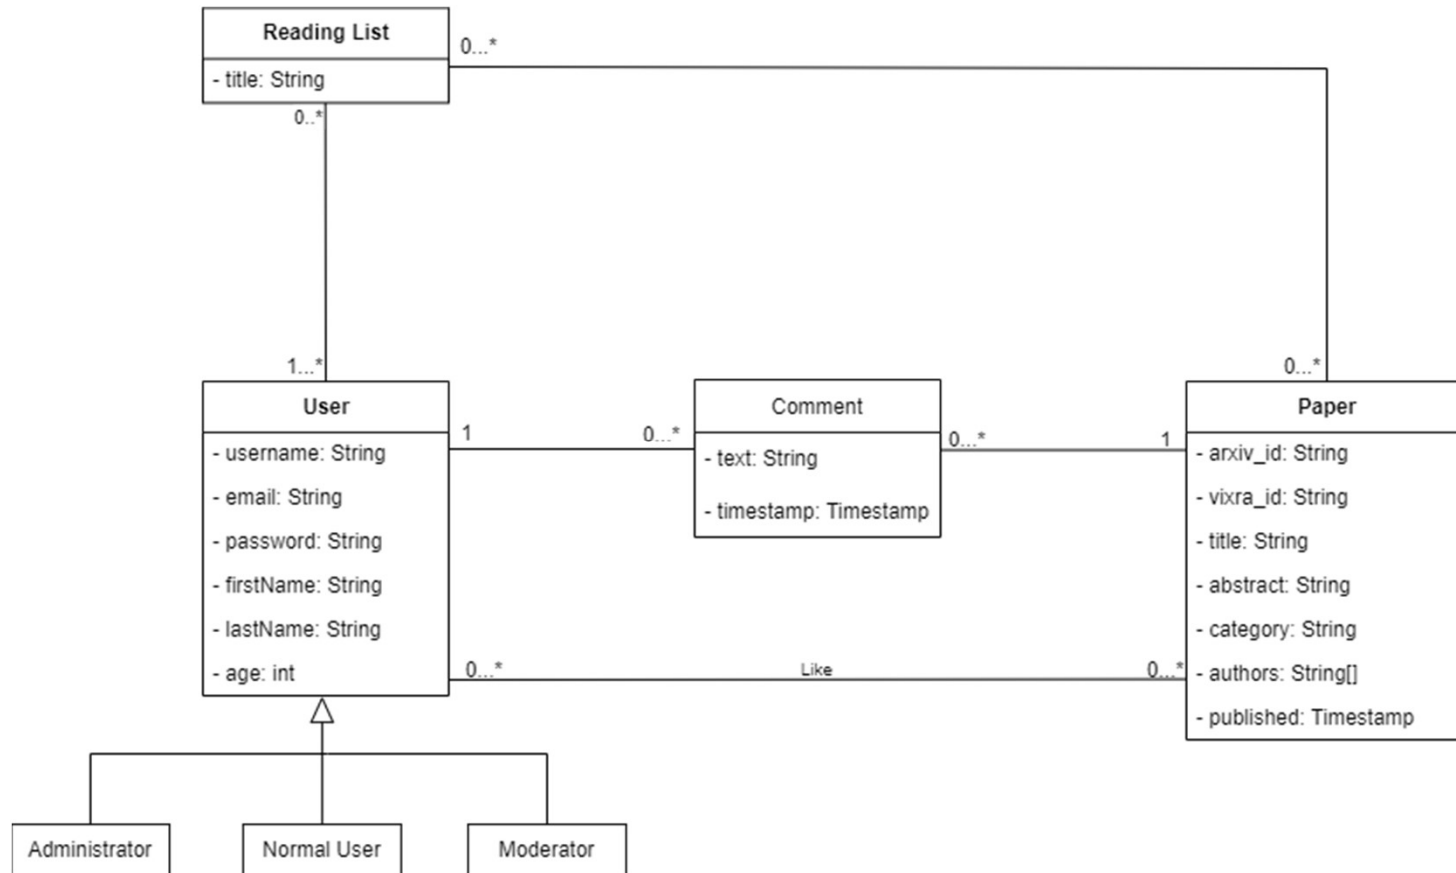 Reading List
- title: String
0...*
0..*
1...*
0...*
User
- username: String
- email: String
- password: String
- firstName: String
- lastName: String
- age: int
1
0...*
Comment
- text: String
- timestamp: Timestamp
0...*
1
Paper
- arxiv_id: String
- vixra_id: String
- title: String
- abstract: String
- category: String
- authors: String[]
- published: Timestamp
0...*
Like
0...*
Administrator
Normal User
Moderator